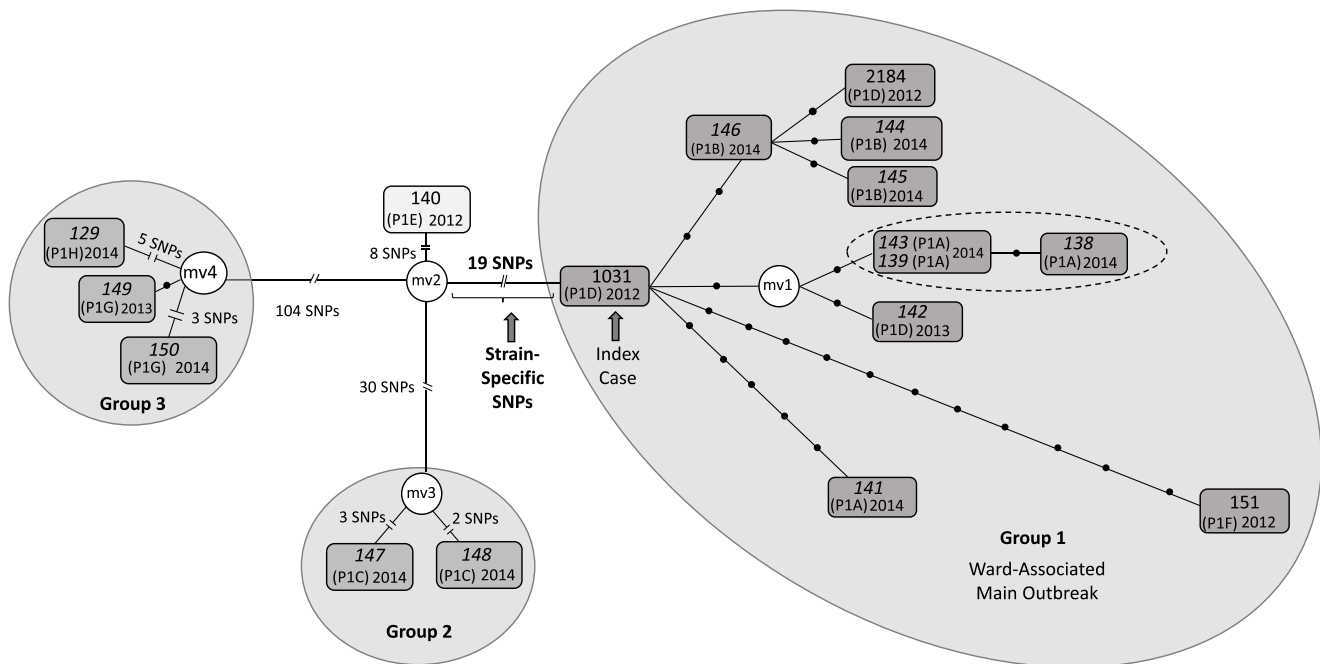 2184
(P1D) 2012
146
(P1B) 2014
144
(P1B) 2014
145
(P1B) 2014
140
(P1E) 2012
129
(P1H) 2014
5 SNPs
mv4
149
(P1G) 2013
3 SNPs
150
(P1G) 2014
Group 3
104 SNPs
8 SNPs
mv2
19 SNPs
1031
(P1D) 2012
mv1
143 (P1A)
139 (P1A)
2014
138
(P1A) 2014
142
(P1D) 2013
Strain-
Specific
SNPs
Index
Case
30 SNPs
mv3
3 SNPs
2 SNPs
147
(P1C) 2014
148
(P1C) 2014
Group 2
141
(P1A) 2014
151
(P1F) 2012
Group 1
Ward-Associated
Main Outbreak